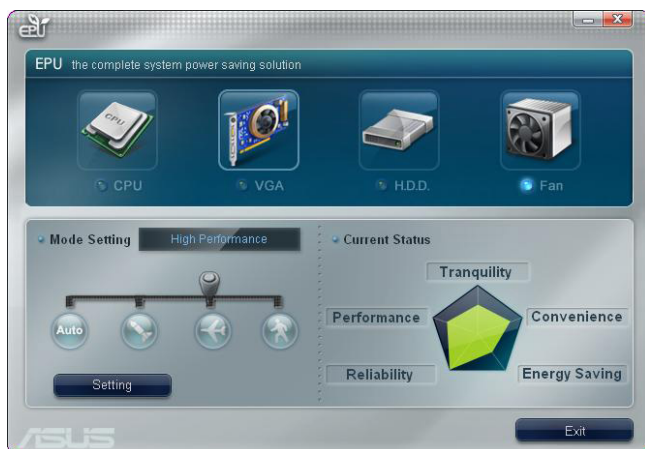 EPU
EPU the complete system power saving solution
CPU
CPU
VGA
H.D.D.
Fan
Mode Setting
High Performance
Auto
Setting
Current Status
Tranquility
Performance
Convenience
Reliability
Energy Saving
ASUS
Exit